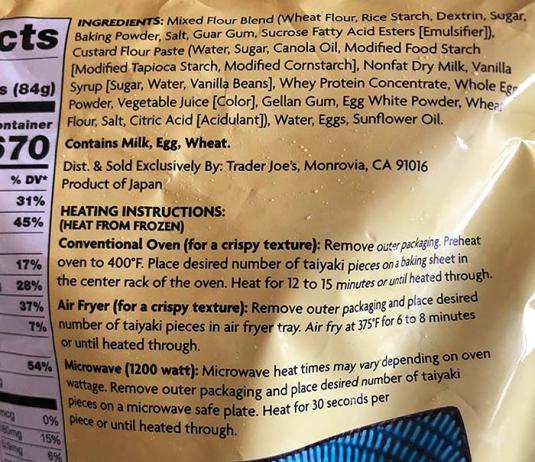 cts
s (84g)
ontainer
670
% DV*
31%
45%
17%
28%
37%
7%
54%
g
mcg 0%
80mg 15%
6.9mg 6%
INGREDIENTS: Mixed Flour Blend (Wheat Flour, Rice Starch, Dextrin, Sugar,
Baking Powder, Salt, Guar Gum, Sucrose Fatty Acid Esters [Emulsifier]),
Custard Flour Paste (Water, Sugar, Canola Oil, Modified Food Starch
[Modified Tapioca Starch, Modified Cornstarch], Nonfat Dry Milk, Vanilla
Syrup [Sugar, Water, Vanilla Beans], Whey Protein Concentrate, Whole Egg
Powder, Vegetable Juice [Color], Gellan Gum, Egg White Powder, Wheat
Flour, Salt, Citric Acid [Acidulant]), Water, Eggs, Sunflower Oil.
Contains Milk, Egg, Wheat.
Dist. & Sold Exclusively By: Trader Joe's, Monrovia, CA 91016
Product of Japan
HEATING INSTRUCTIONS:
(HEAT FROM FROZEN)
Conventional Oven (for a crispy texture): Remove outer packaging. Preheat
oven to 400°F. Place desired number of taiyaki pieces on a baking sheet in
the center rack of the oven. Heat for 12 to 15 minutes or until heated through.
Air Fryer (for a crispy texture): Remove outer packaging and place desired
number of taiyaki pieces in air fryer tray. Air fry at 375°F for 6 to 8 minutes
or until heated through.
Microwave (1200 watt): Microwave heat times may vary depending on oven
wattage. Remove outer packaging and place desired number of taiyaki
pieces on a microwave safe plate. Heat for 30 seconds per
piece or until heated through.